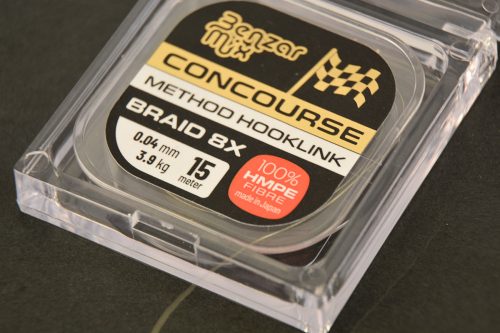 Benzar
Mix
CONCOURSE
METHOD HOOKLINK
BRAID 8X
0.04 mm
3.9 kg
15
meter
100%
HMPE
FIBRE
made in Japan